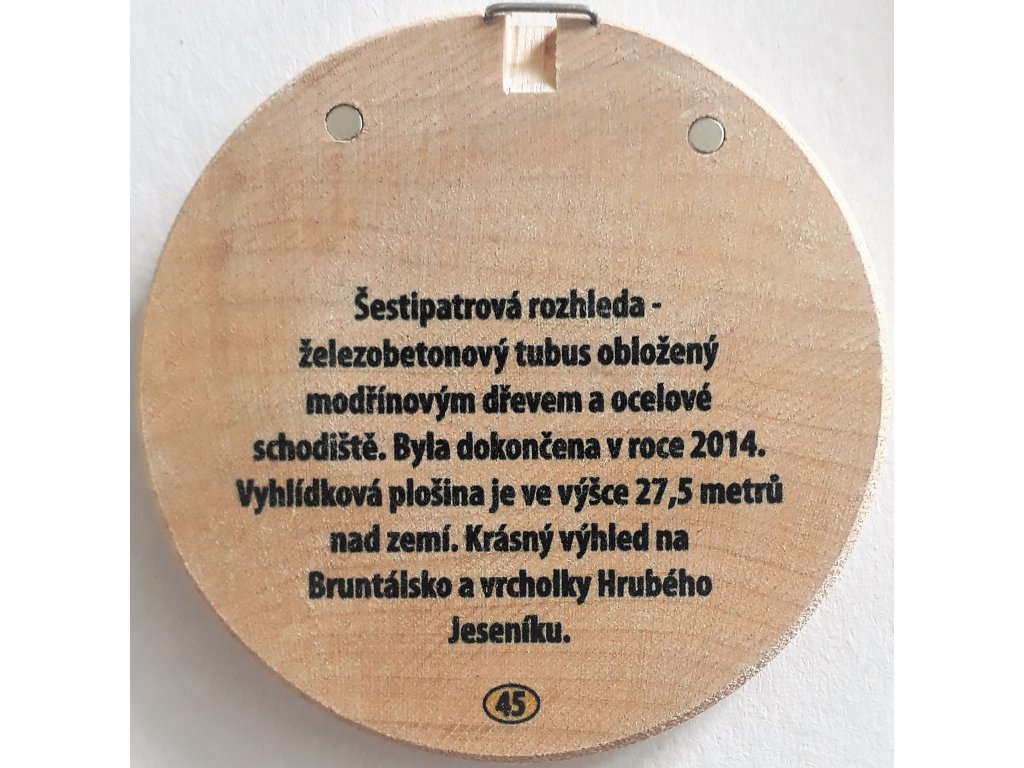 Šestipatrová rozhleda -
železobetonový tubus obložený
modřínovým dřevem a ocelové
schodiště. Byla dokončena v roce 2014.
Vyhlídková plošina je ve výšce 27,5 metrů
nad zemí. Krásný výhled na
Bruntálsko a vrcholky Hrubého
Jeseníku.
45